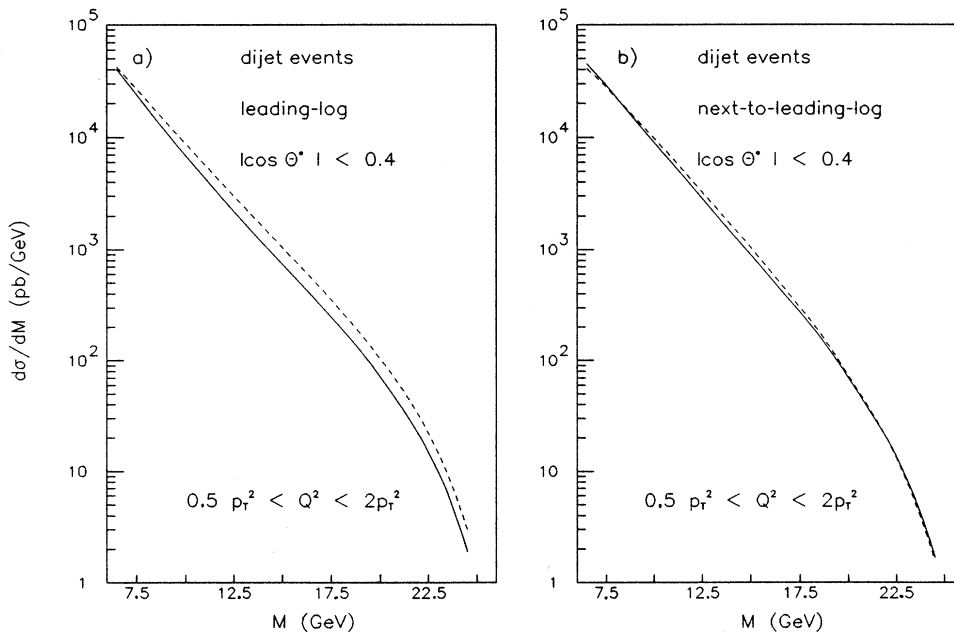 a) dijet events
leading-log
|cos Θ* | < 0.4
0.5 p_T^2 < Q^2 < 2p_T^2
10^5
10^4
10^3
10^2
10
1
dσ/dM (pb/GeV)
7.5 12.5 17.5 22.5
M (GeV)
b) dijet events
next-to-leading-log
|cos Θ* | < 0.4
0.5 p_T^2 < Q^2 < 2p_T^2
10^5
10^4
10^3
10^2
10
1
7.5 12.5 17.5 22.5
M (GeV)